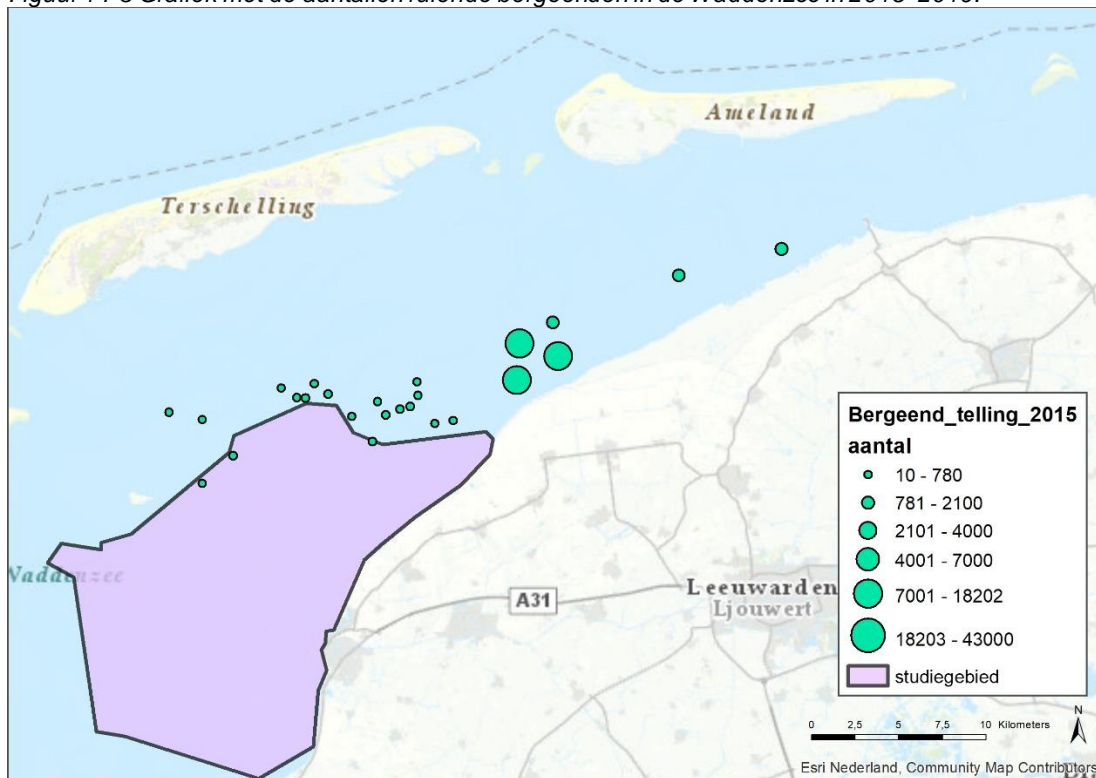 Ameland
Terschelling
Waddenzee
Leeuwarden
Ljouwert
A31
Bergeend_telling_2015
aantal
10 - 780
781 - 2100
2101 - 4000
4001 - 7000
7001 - 18202
18203 - 43000
studiegebied
0 2,5 5 7,5 10 Kilometers
N
Esri Nederland, Community Map Contributors